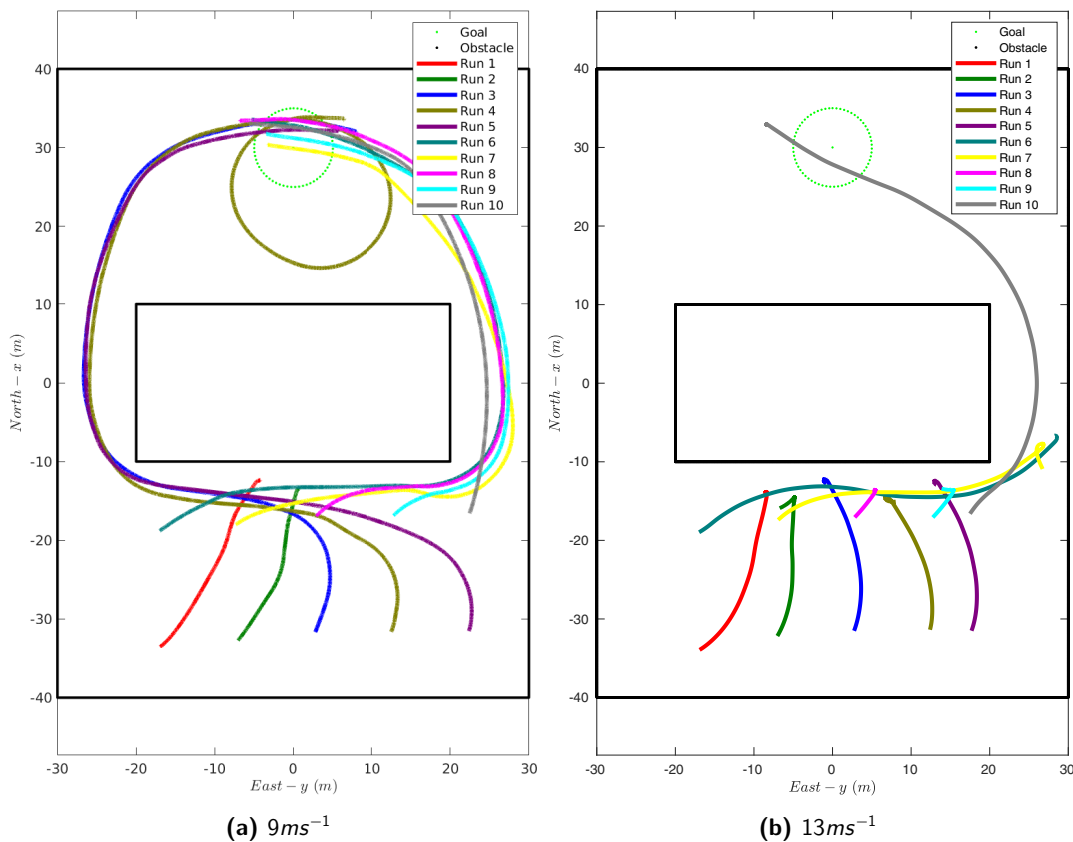 Goal
Obstacle
Run 1
Run 2
Run 3
Run 4
Run 5
Run 6
Run 7
Run 8
Run 9
Run 10
40
30
20
10
0
-10
-20
-30
-40
North - x (m)
-30
-20
-10
0
10
20
30
East - y (m)
(a) 9ms⁻¹
Goal
Obstacle
Run 1
Run 2
Run 3
Run 4
Run 5
Run 6
Run 7
Run 8
Run 9
Run 10
40
30
20
10
0
-10
-20
-30
-40
North - x (m)
-30
-20
-10
0
10
20
30
East - y (m)
(b) 13ms⁻¹